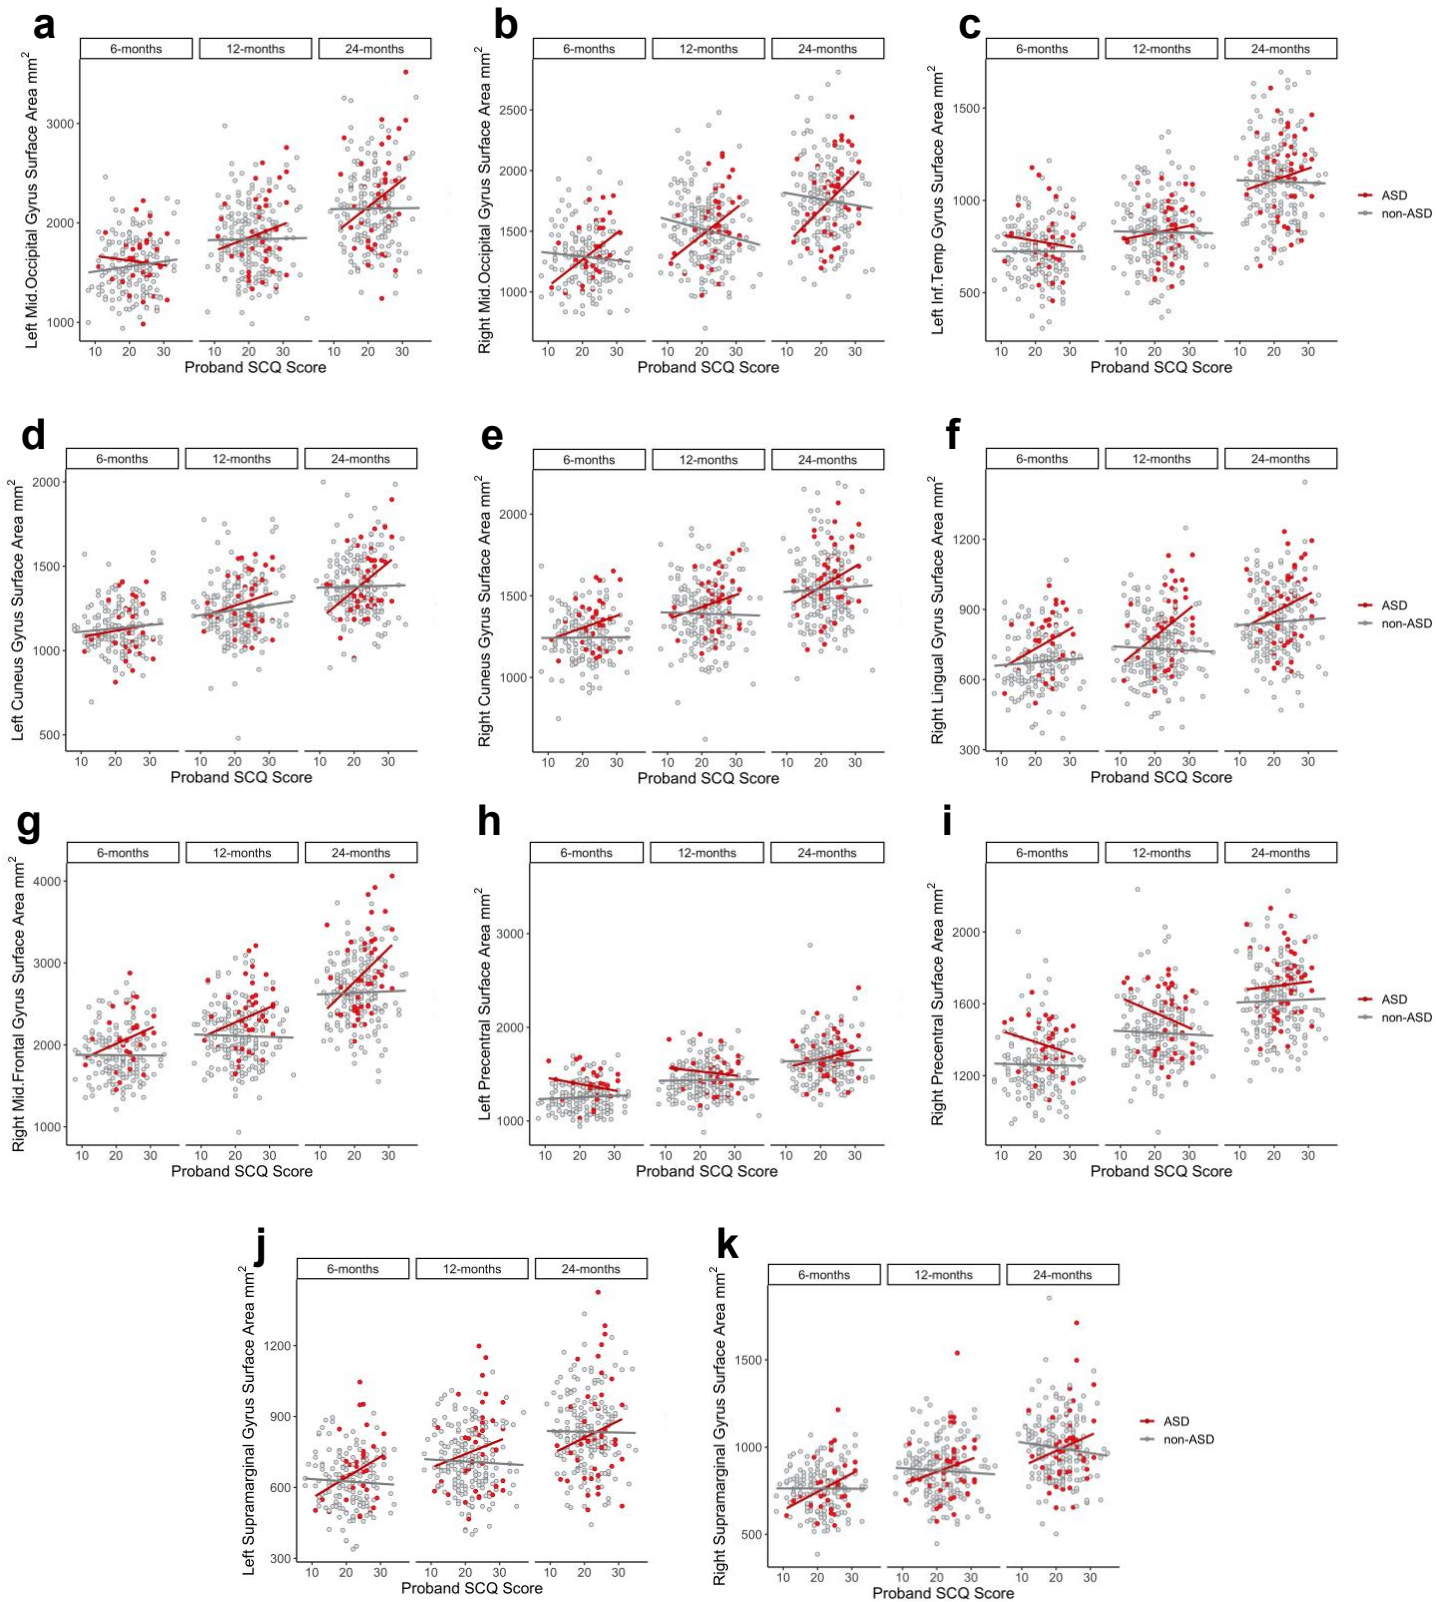 a
b
c
6-months 12-months 24-months
6-months 12-months 24-months
6-months 12-months 24-months
Left Mid.Occipital Gyrus Surface Area mm²
3000
2000
1000
10 20 30 10 20 30 10 20 30
Proband SCQ Score
Right Mid.Occipital Gyrus Surface Area mm²
2500
2000
1500
1000
10 20 30 10 20 30 10 20 30
Proband SCQ Score
Left Inf.Temp Gyrus Surface Area mm²
1500
1000
500
10 20 30 10 20 30 10 20 30
Proband SCQ Score
ASD
non-ASD
d
e
f
6-months 12-months 24-months
6-months 12-months 24-months
6-months 12-months 24-months
Left Cuneus Gyrus Surface Area mm²
2000
1500
1000
500
10 20 30 10 20 30 10 20 30
Proband SCQ Score
Right Cuneus Gyrus Surface Area mm²
2000
1500
1000
10 20 30 10 20 30 10 20 30
Proband SCQ Score
Right Lingual Gyrus Surface Area mm²
1200
900
600
300
10 20 30 10 20 30 10 20 30
Proband SCQ Score
ASD
non-ASD
g
h
i
6-months 12-months 24-months
6-months 12-months 24-months
6-months 12-months 24-months
Right Mid.Frontal Gyrus Surface Area mm²
4000
3000
2000
1000
10 20 30 10 20 30 10 20 30
Proband SCQ Score
Left Precentral Surface Area mm²
3000
2000
1000
10 20 30 10 20 30 10 20 30
Proband SCQ Score
Right Precentral Surface Area mm²
2000
1600
1200
10 20 30 10 20 30 10 20 30
Proband SCQ Score
ASD
non-ASD
j
k
6-months 12-months 24-months
6-months 12-months 24-months
Left Supramarginal Gyrus Surface Area mm²
1200
900
600
300
10 20 30 10 20 30 10 20 30
Proband SCQ Score
Right Supramarginal Gyrus Surface Area mm²
1500
1000
500
10 20 30 10 20 30 10 20 30
Proband SCQ Score
ASD
non-ASD